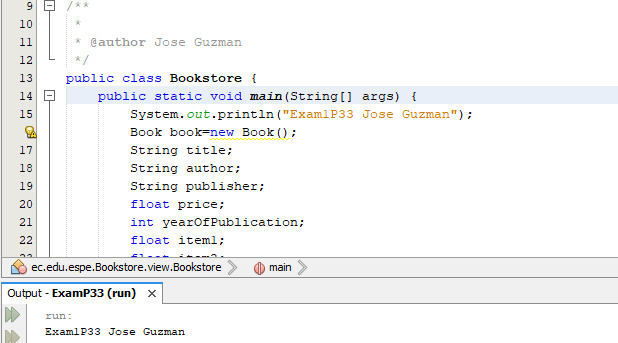 9 /**
10 *
11 * @author Jose Guzman
12 */
13 public class Bookstore {
14 public static void main(String[] args) {
15 System.out.println("Exam1P33 Jose Guzman");
Book book=new Book();
17 String title;
18 String author;
19 String publisher;
20 float price;
21 int yearOfPublication;
22 float item1;
ec.edu.espe.Bookstore.view.Bookstore main
Output - ExamP33 (run) ×
run:
Exam1P33 Jose Guzman